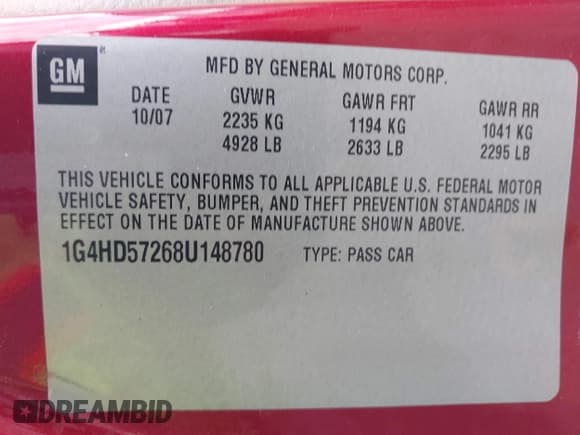 GM
MFD BY GENERAL MOTORS CORP.
DATE GVWR GAWR FRT GAWR RR
10/07 2235 KG 1194 KG 1041 KG
4928 LB 2633 LB 2295 LB
THIS VEHICLE CONFORMS TO ALL APPLICABLE U.S. FEDERAL MOTOR
VEHICLE SAFETY, BUMPER, AND THEFT PREVENTION STANDARDS IN
EFFECT ON THE DATE OF MANUFACTURE SHOWN ABOVE.
1G4HD57268U148780 TYPE: PASS CAR
DREAMBID